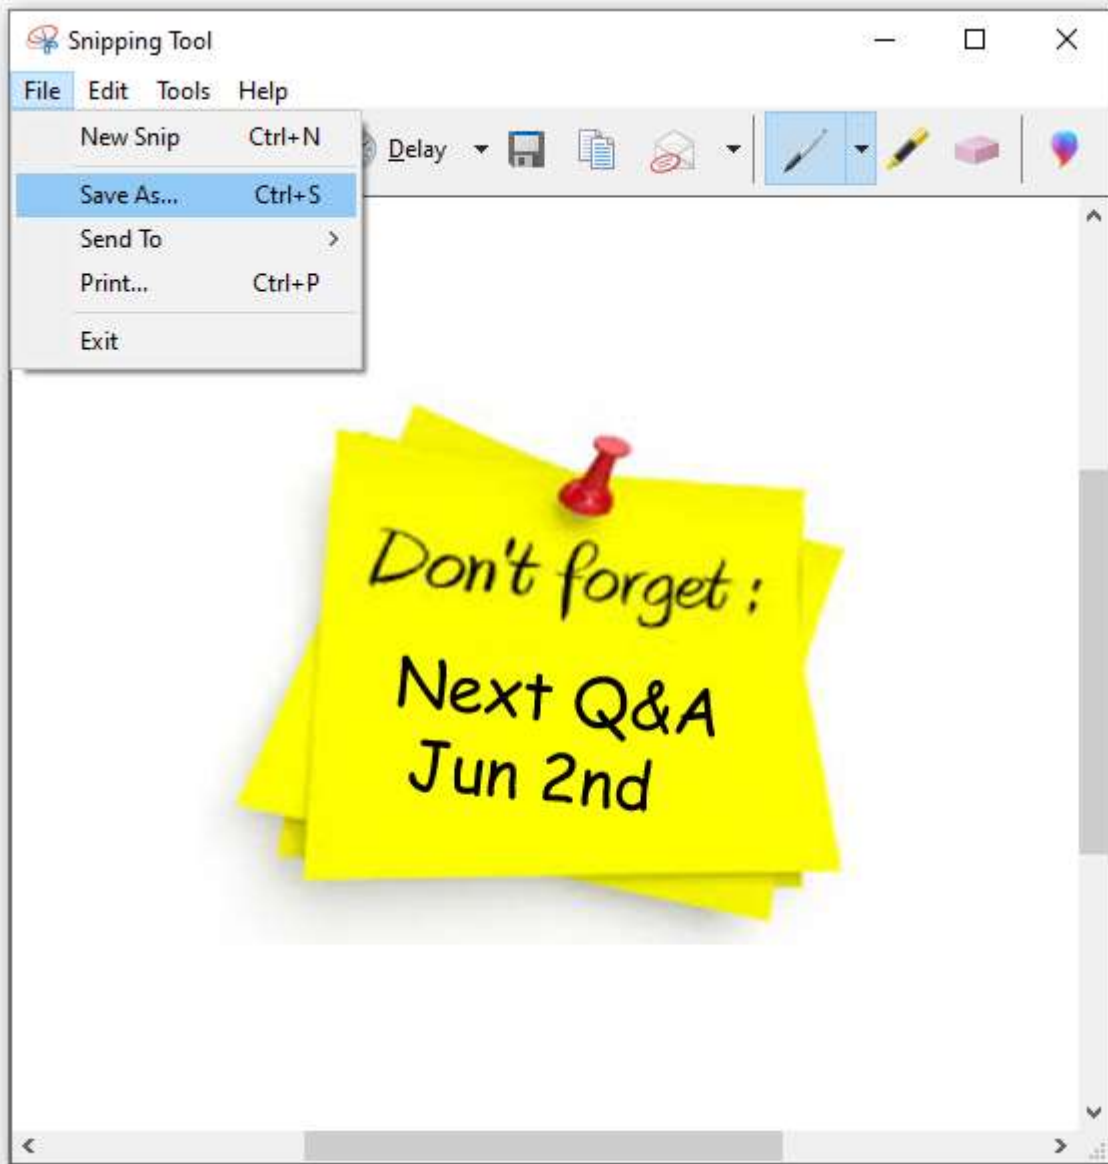 Snipping Tool
File Edit Tools Help
New Snip Ctrl+N
Delay
Save As... Ctrl+S
Send To
Print... Ctrl+P
Exit
Don't forget :
Next Q&A
Jun 2nd